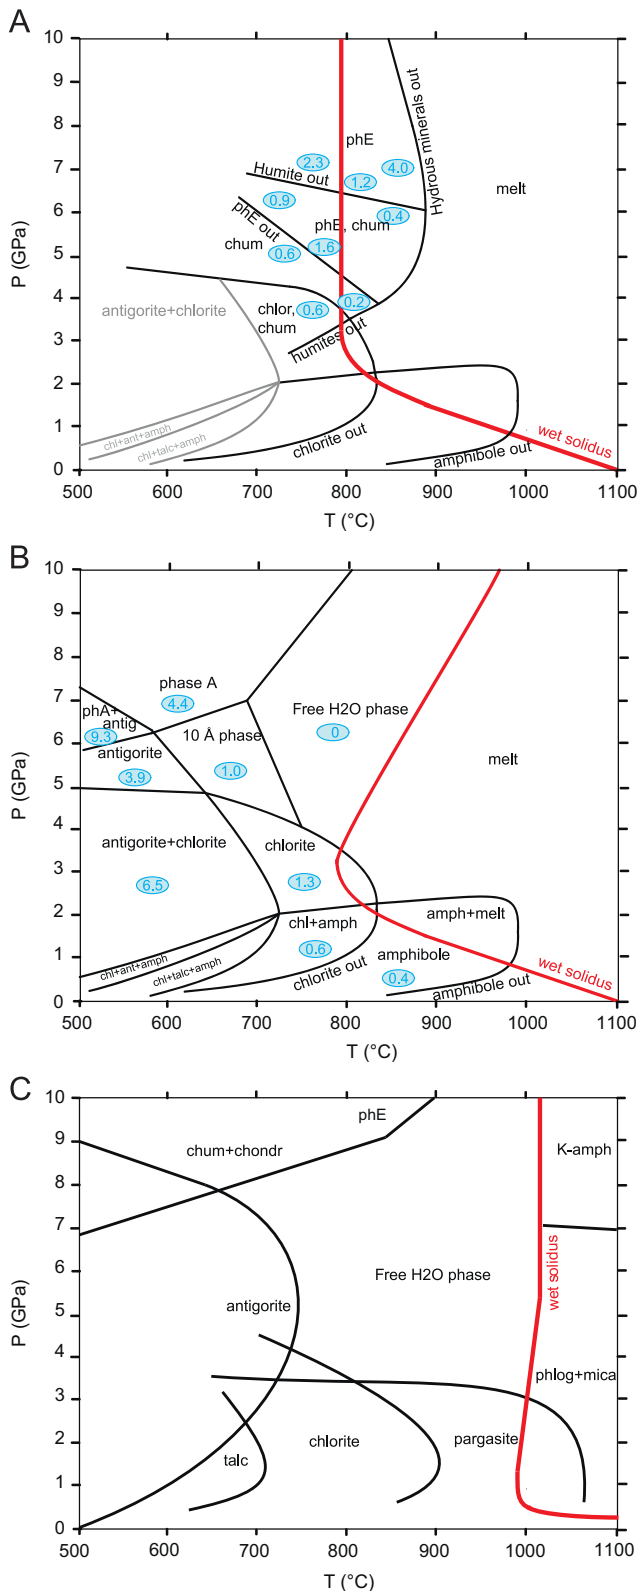 A
10
9
8
7
6
5
4
3
2
1
0
P (GPa)
500
600
700
800
900
1000
1100
T (°C)
phE
Hydrous minerals out
melt
2.3
4.0
1.2
Humite out
0.9
0.4
phE out
phE, chum
chum
0.6
1.6
antigorite+chlorite
chlor,
chum
0.6
0.2
humites out
chl+ant+amph
chl+talc+amph
chlorite out
amphibole out
wet solidus
B
10
9
8
7
6
5
4
3
2
1
0
P (GPa)
500
600
700
800
900
1000
1100
T (°C)
phase A
4.4
phA+
antig
9.3
Free H2O phase
0
10 Å phase
1.0
antigorite
3.9
melt
antigorite+chlorite
6.5
chlorite
1.3
amph+melt
chl+amph
0.6
amphibole
0.4
chl+ant+amph
chl+talc+amph
chlorite out
amphibole out
wet solidus
C
10
9
8
7
6
5
4
3
2
1
0
P (GPa)
500
600
700
800
900
1000
1100
T (°C)
phE
chum+chondr
K-amph
wet solidus
Free H2O phase
antigorite
phlog+mica
pargasite
chlorite
talc